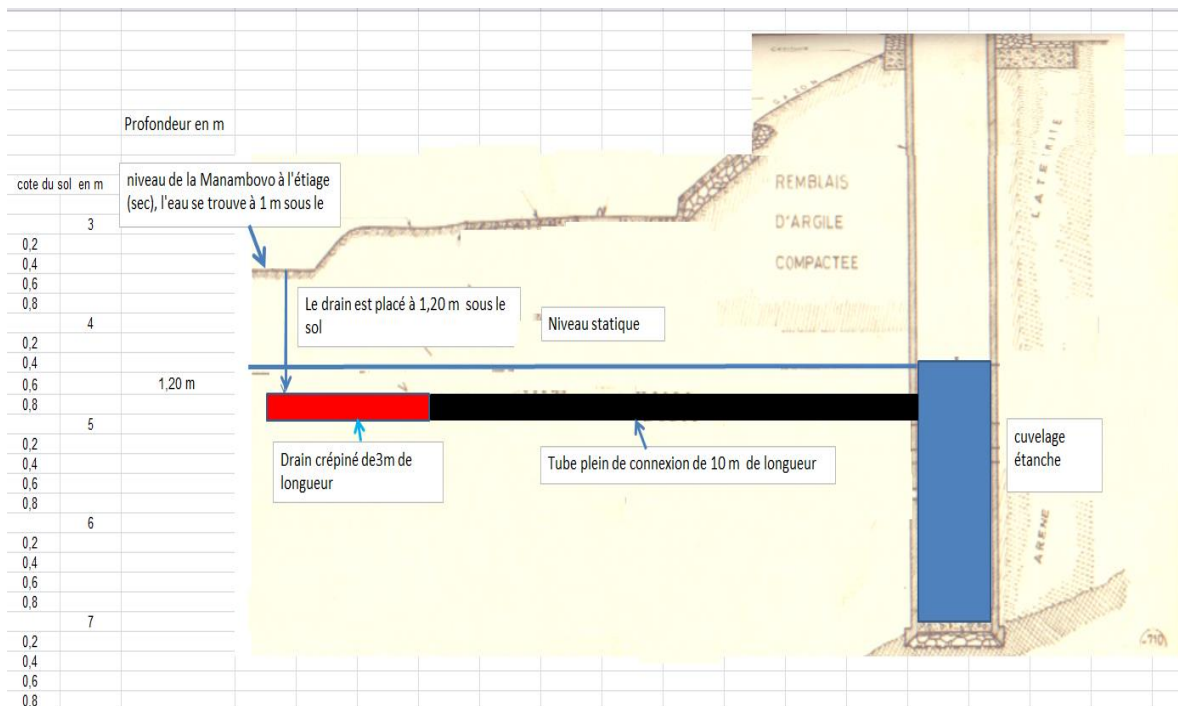 Profondeur en m
cote du sol en m
niveau de la Manambovo à l'étiage
(sec), l'eau se trouve à 1 m sous le
3
0,2
0,4
0,6
0,8
4
0,2
0,4
0,6
1,20 m
0,8
5
0,2
0,4
0,6
0,8
6
0,2
0,4
0,6
0,8
7
0,2
0,4
0,6
0,8
GAZON
REMBLAIS
D'ARGILE
COMPACTEE
LATERITE
Le drain est placé à 1,20 m sous le
sol
Niveau statique
Drain crépiné de3m de
longueur
Tube plein de connexion de 10 m de longueur
cuvelage
étanche
ARENE